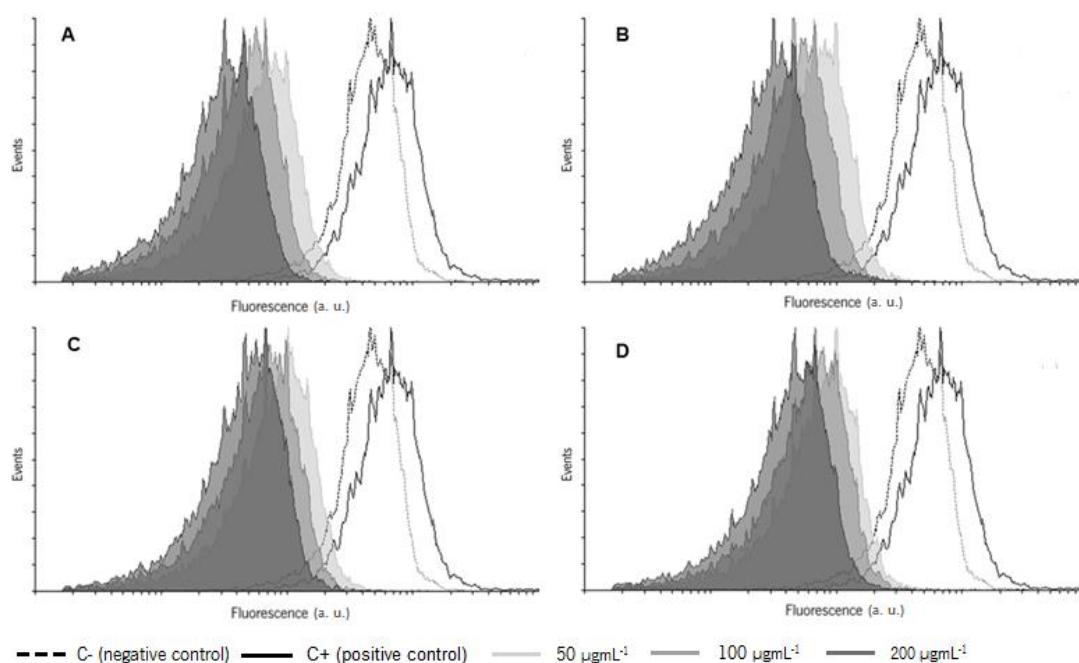 A
Events
Fluorescence (a. u.)
B
Events
Fluorescence (a. u.)
C
Events
Fluorescence (a. u.)
D
Events
Fluorescence (a. u.)
C- (negative control) C+ (positive control) 50 µgmL⁻¹ 100 µgmL⁻¹ 200 µgmL⁻¹